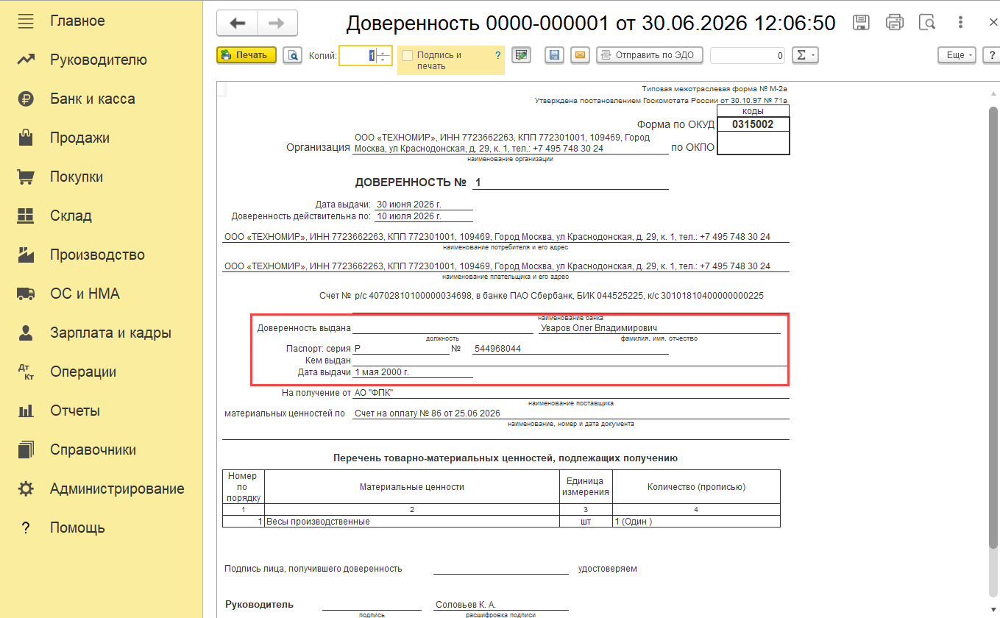 Главное
Руководителю
Банк и касса
Продажи
Покупки
Склад
Производство
ОС и НМА
Зарплата и кадры
Дт Кт Операции
Отчеты
Справочники
Администрирование
? Помощь
Доверенность 0000-000001 от 30.06.2026 12:06:50
Печать
Копий: 1
Подпись и печать ?
Отправить по ЭДО
0
Σ
Еще
?
Типовая межотраслевая форма № М-2а
Утверждена постановлением Госкомстата России от 30.10.97 № 71а
коды
Форма по ОКУД 0315002
ООО «ТЕХНОМИР», ИНН 7723662263, КПП 772301001, 109469, Город
Организация Москва, ул Краснодонская, д. 29, к. 1, тел.: +7 495 748 30 24 по ОКПО
наименование организации
ДОВЕРЕННОСТЬ № 1
Дата выдачи: 30 июня 2026 г.
Доверенность действительна по: 10 июля 2026 г.
ООО «ТЕХНОМИР», ИНН 7723662263, КПП 772301001, 109469, Город Москва, ул Краснодонская, д. 29, к. 1, тел.: +7 495 748 30 24
наименование потребителя и его адрес
ООО «ТЕХНОМИР», ИНН 7723662263, КПП 772301001, 109469, Город Москва, ул Краснодонская, д. 29, к. 1, тел.: +7 495 748 30 24
наименование плательщика и его адрес
Счет № р/с 40702810100000034698, в банке ПАО Сбербанк, БИК 044525225, к/с 30101810400000000225
наименование банка
Доверенность выдана Уваров Олег Владимирович
должность фамилия, имя, отчество
Паспорт: серия Р № 544968044
Кем выдан
Дата выдачи 1 мая 2000 г.
На получение от АО "ФПК"
наименование поставщика
материальных ценностей по Счет на оплату № 86 от 25.06 2026
наименование, номер и дата документа
Перечень товарно-материальных ценностей, подлежащих получению
Номер по порядку Материальные ценности Единица измерения Количество (прописью)
1 2 3 4
1 Весы производственные шт 1 (Один )
Подпись лица, получившего доверенность удостоверяем
Руководитель Соловьев К. А.
подпись расшифровка подписи